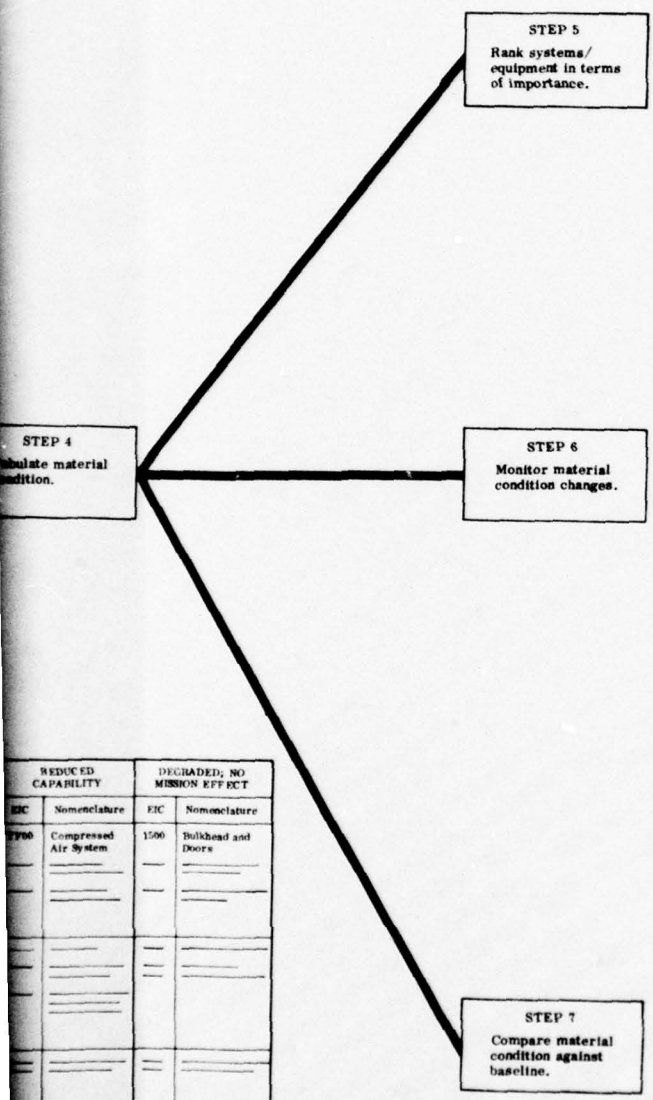 STEP 5
Rank systems/
equipment in terms
of importance.
STEP 4
material
STEP 6
Monitor material
condition changes.
REDUCED
CAPABILITY
DEGRADED; NO
MISSION EFFECT
EIC
Nomenclature
EIC
Nomenclature
Compressed
Air System
1500
Bulkhead and
Doors
STEP 7
Compare material
condition against
baseline.